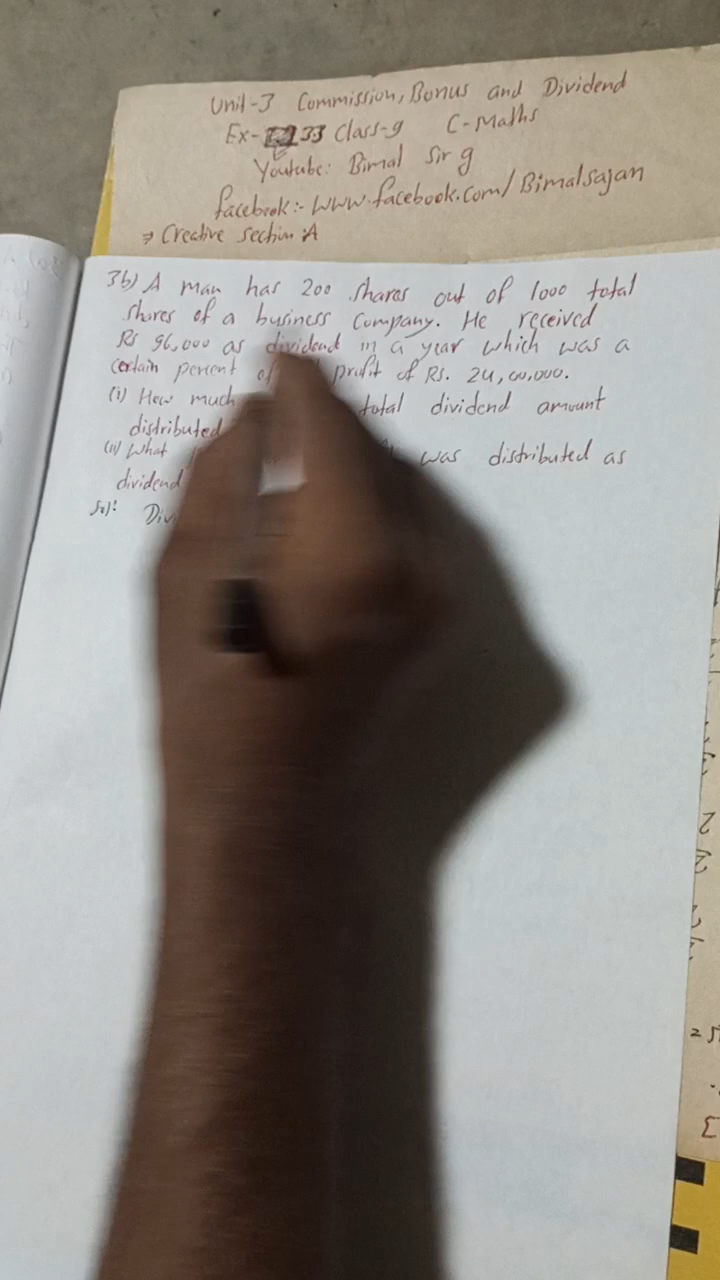 Unit-3 Commission, Bonus and Dividend
Ex- 33 Class-9 C-Maths
Youtube: Bimal Sir g
facebook:- www.facebook.com/Bimalsajan
⇒ Creative Section: A
3b) A man has 200 shares out of 1000 total
shares of a business Company. He received
Rs 96,000 as dividend in a year which was a
certain percent of profit of Rs. 24,00,000.
(i) How much total dividend amount
distributed
(ii) What was distributed as
dividend
Sol!